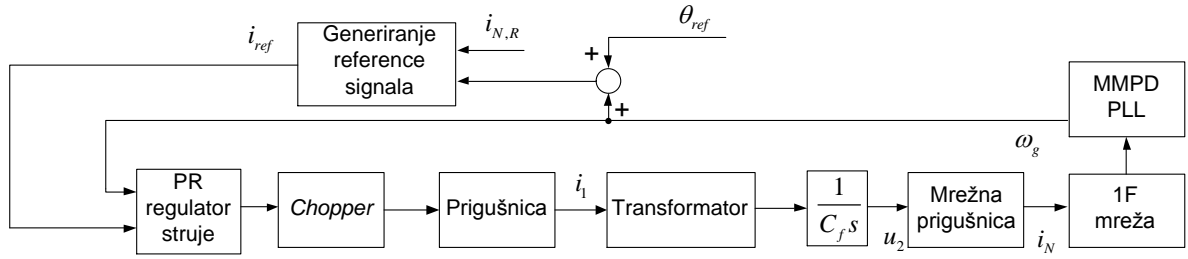 θ_ref
i_ref
Generiranje
reference
signala
i_N,R
+
+
MMPD
PLL
ω_g
PR
regulator
struje
Chopper
Prigušnica
i_1
Transformator
1
C_f s
u_2
Mrežna
prigušnica
i_N
1F
mreža